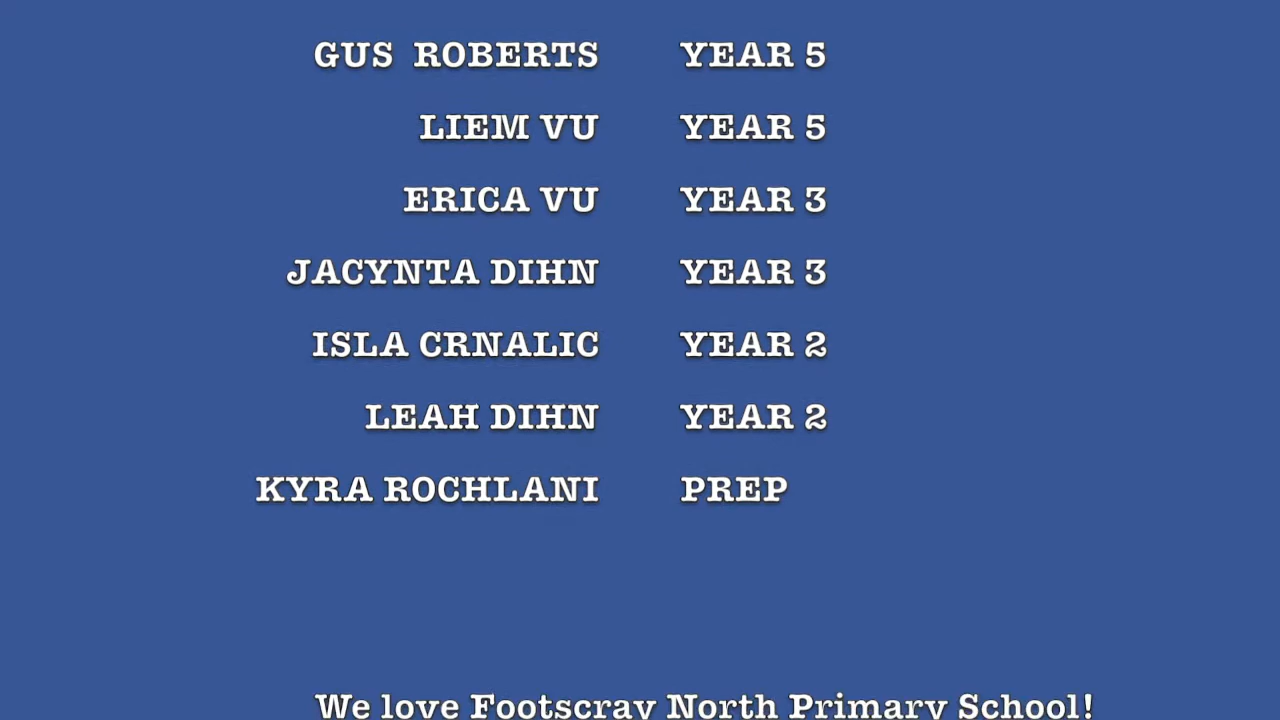 GUS ROBERTS YEAR 5
LIEM VU YEAR 5
ERICA VU YEAR 3
JACYNTA DIHN YEAR 3
ISLA CRNALIC YEAR 2
LEAH DIHN YEAR 2
KYRA ROCHLANI PREP
We love Footscray North Primary School!